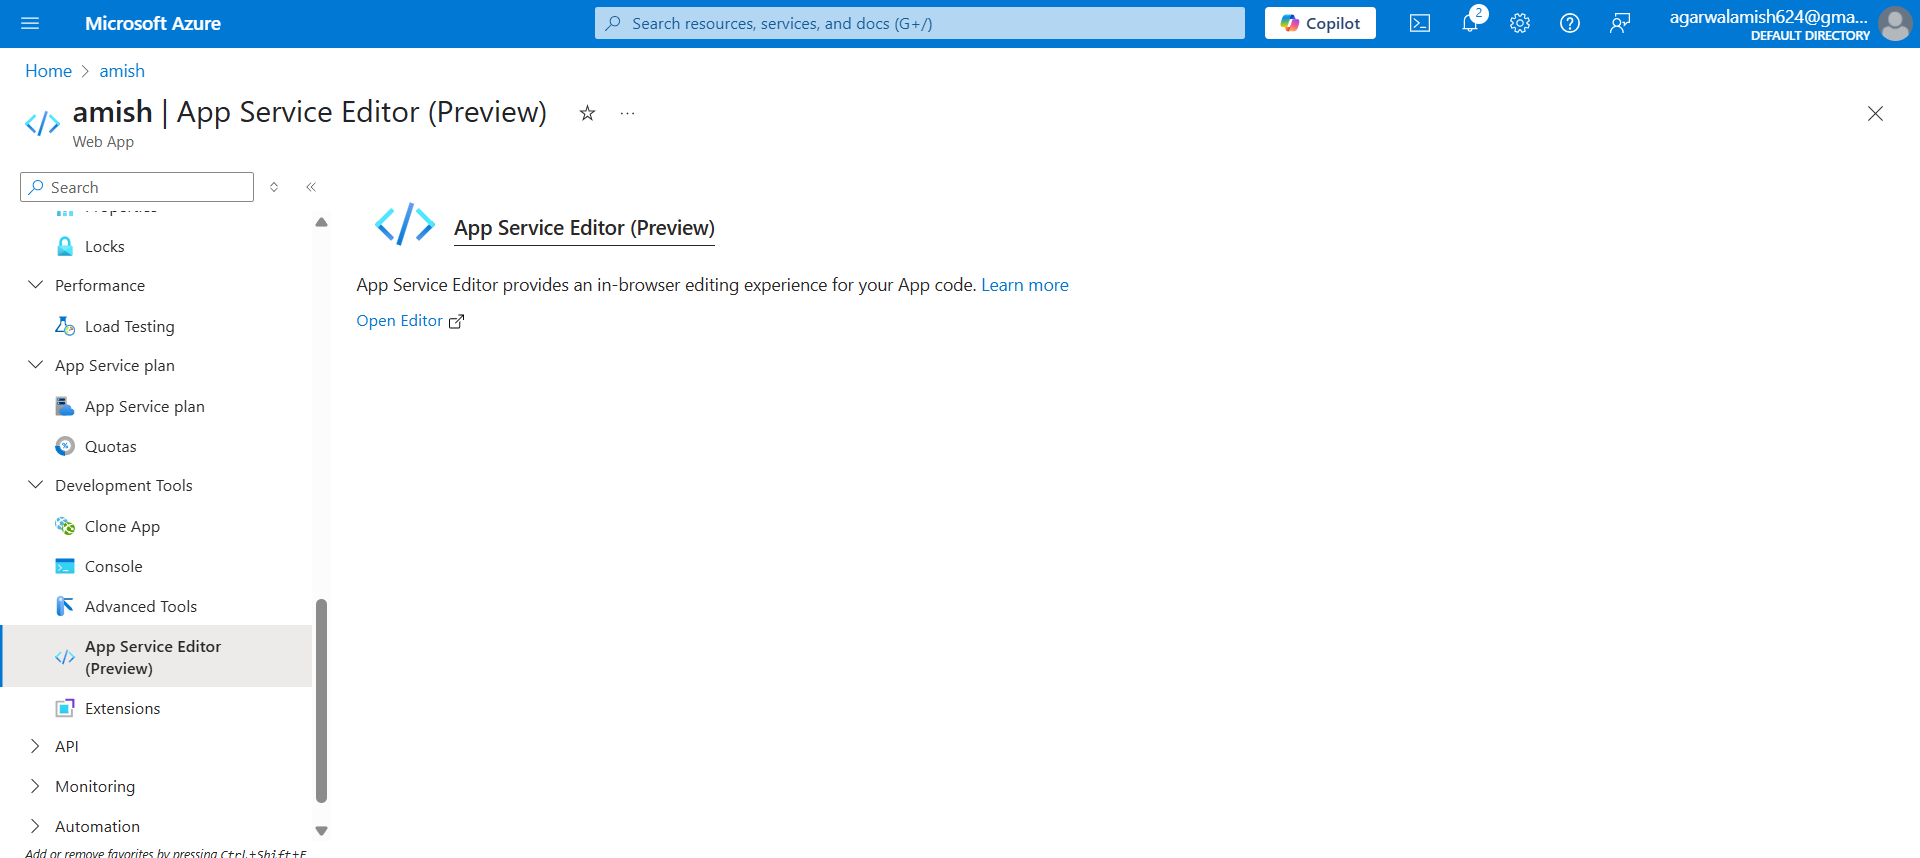 Microsoft Azure
Search resources, services, and docs (G+/)
Copilot
2
agarwalamish624@gma...
DEFAULT DIRECTORY
Home > amish
amish | App Service Editor (Preview)
Web App
Search
Properties
Locks
Performance
Load Testing
App Service plan
App Service plan
Quotas
Development Tools
Clone App
Console
Advanced Tools
App Service Editor
(Preview)
Extensions
API
Monitoring
Automation
Add or remove favorites by pressing Ctrl+Shift+F
App Service Editor (Preview)
App Service Editor provides an in-browser editing experience for your App code. Learn more
Open Editor